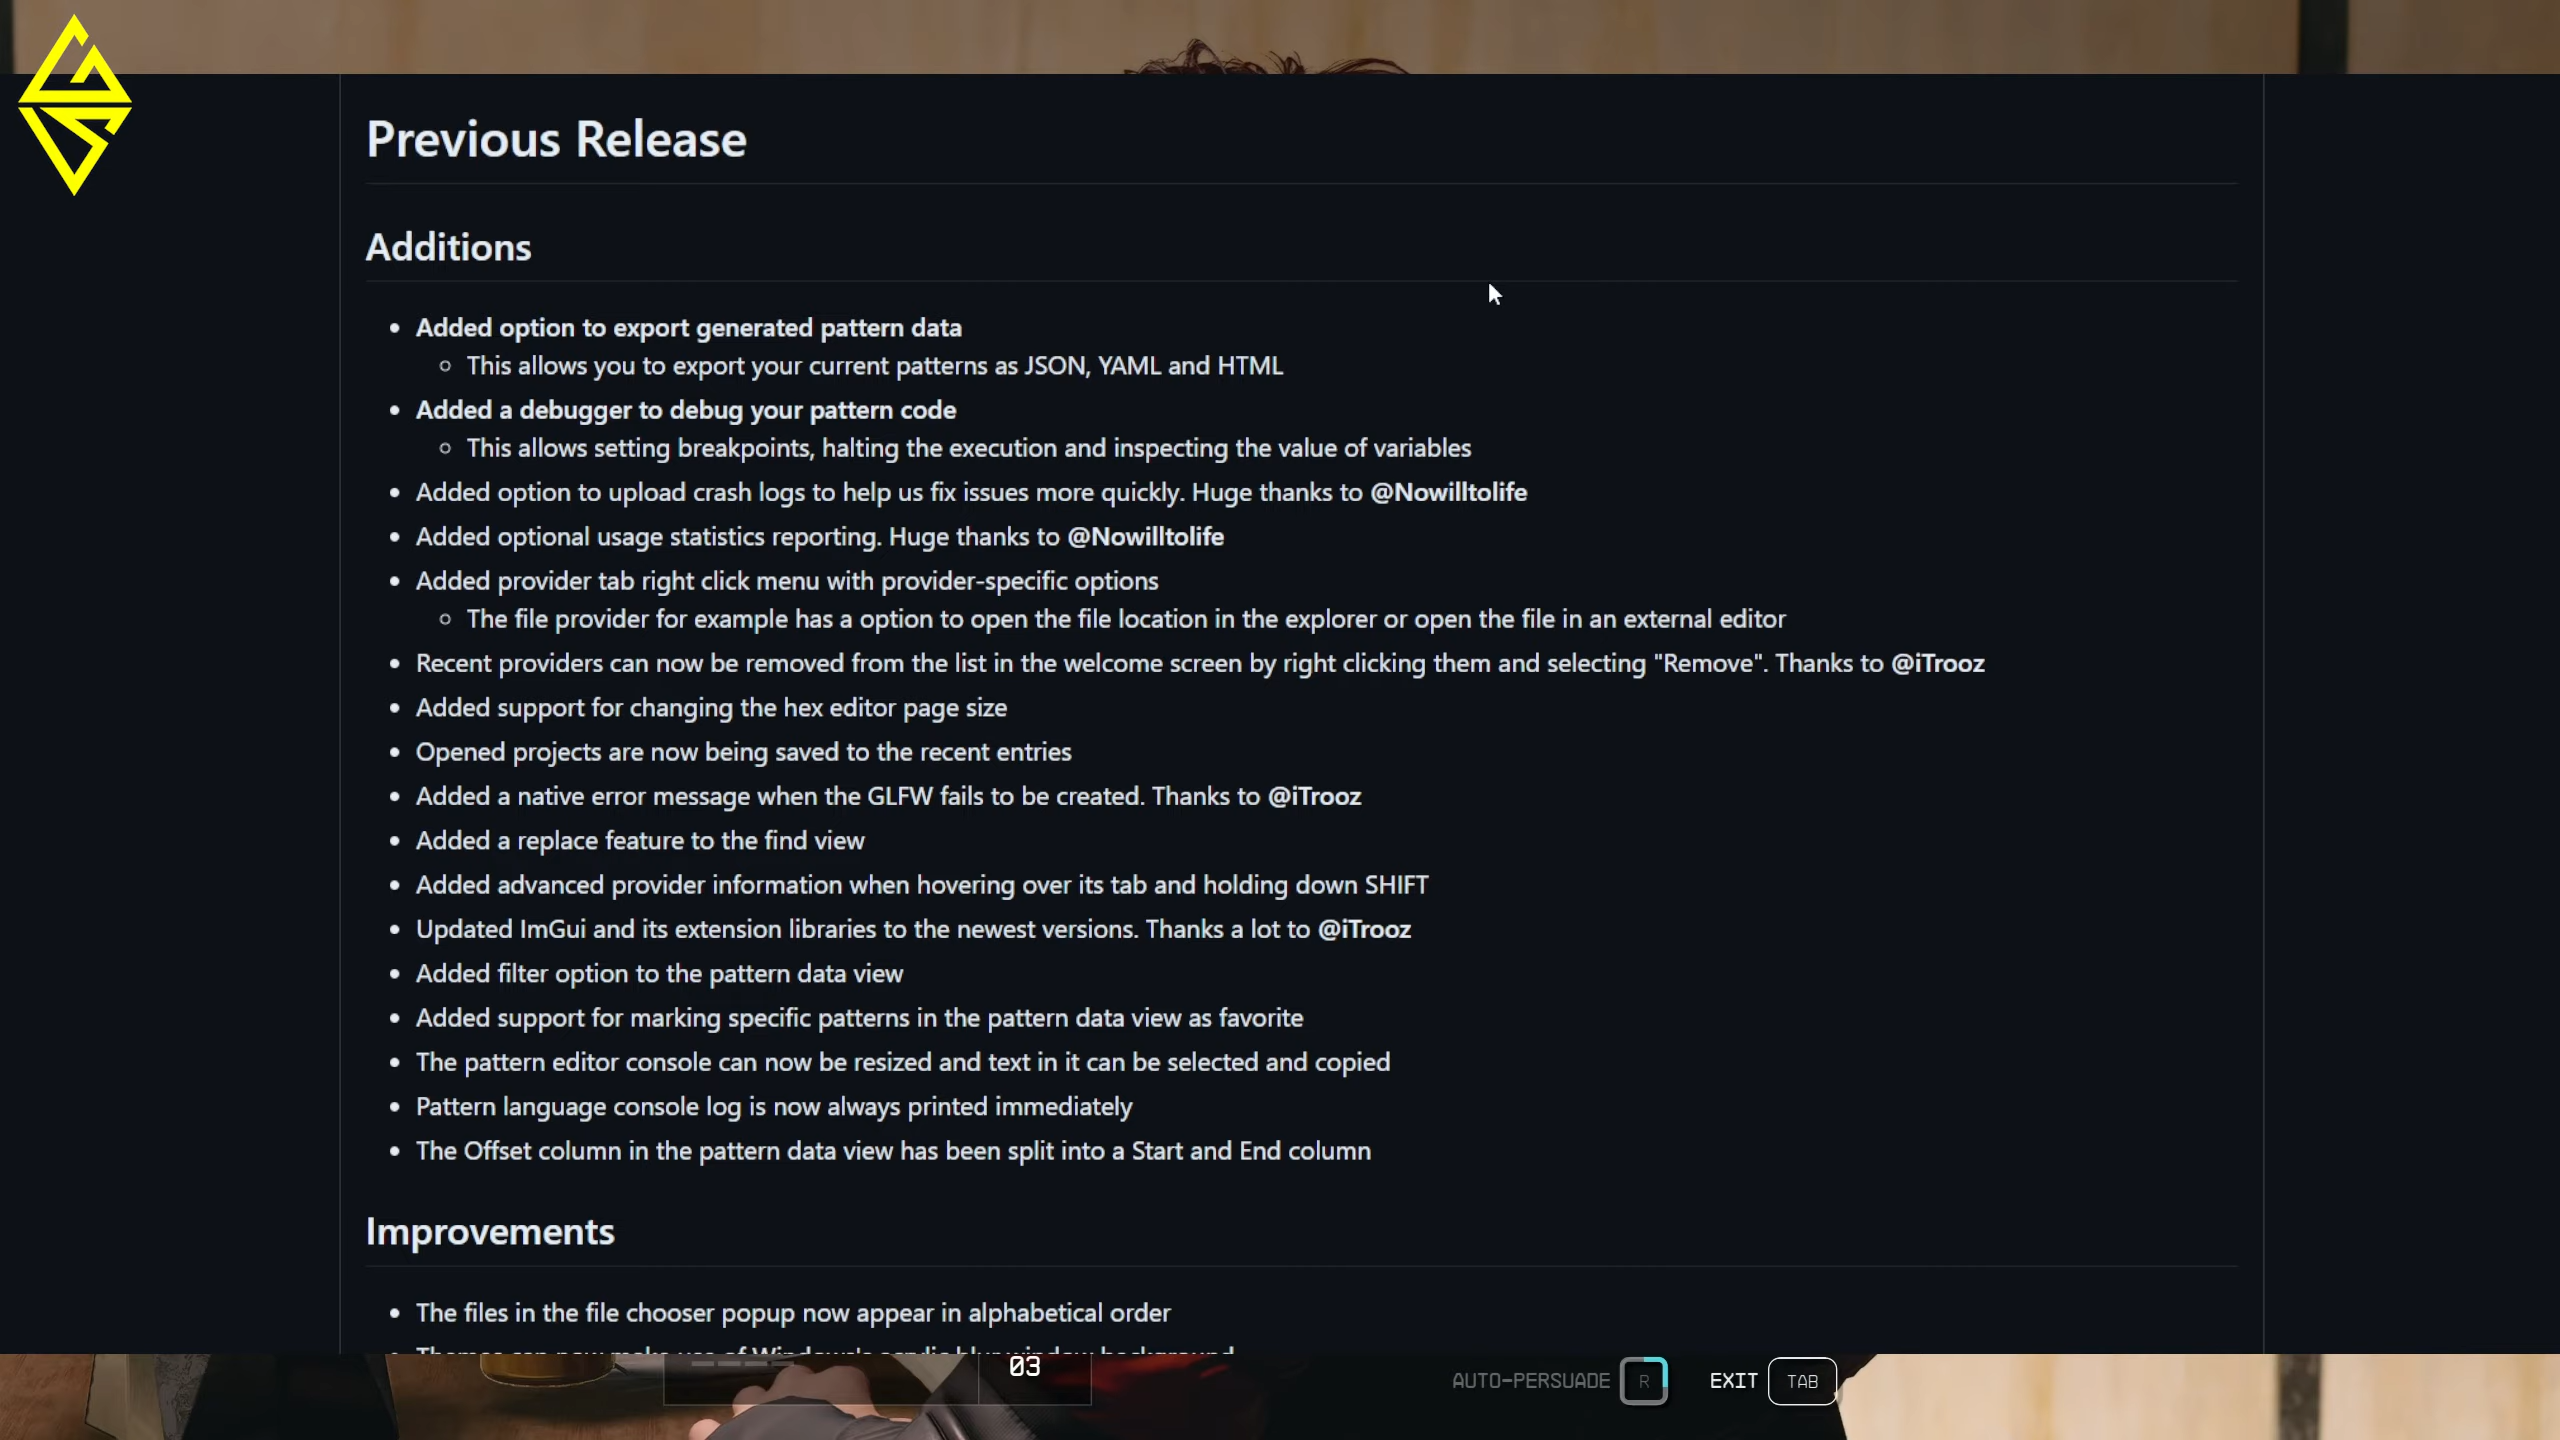 Previous Release
Additions
Added option to export generated pattern data
This allows you to export your current patterns as JSON, YAML and HTML
Added a debugger to debug your pattern code
This allows setting breakpoints, halting the execution and inspecting the value of variables
Added option to upload crash logs to help us fix issues more quickly. Huge thanks to @Nowilltolife
Added optional usage statistics reporting. Huge thanks to @Nowilltolife
Added provider tab right click menu with provider-specific options
The file provider for example has a option to open the file location in the explorer or open the file in an external editor
Recent providers can now be removed from the list in the welcome screen by right clicking them and selecting "Remove". Thanks to @iTrooz
Added support for changing the hex editor page size
Opened projects are now being saved to the recent entries
Added a native error message when the GLFW fails to be created. Thanks to @iTrooz
Added a replace feature to the find view
Added advanced provider information when hovering over its tab and holding down SHIFT
Updated ImGui and its extension libraries to the newest versions. Thanks a lot to @iTrooz
Added filter option to the pattern data view
Added support for marking specific patterns in the pattern data view as favorite
The pattern editor console can now be resized and text in it can be selected and copied
Pattern language console log is now always printed immediately
The Offset column in the pattern data view has been split into a Start and End column
Improvements
The files in the file chooser popup now appear in alphabetical order
Themes can now make use of Windows's acrylic blur window background
03
AUTO-PERSUADE R EXIT TAB